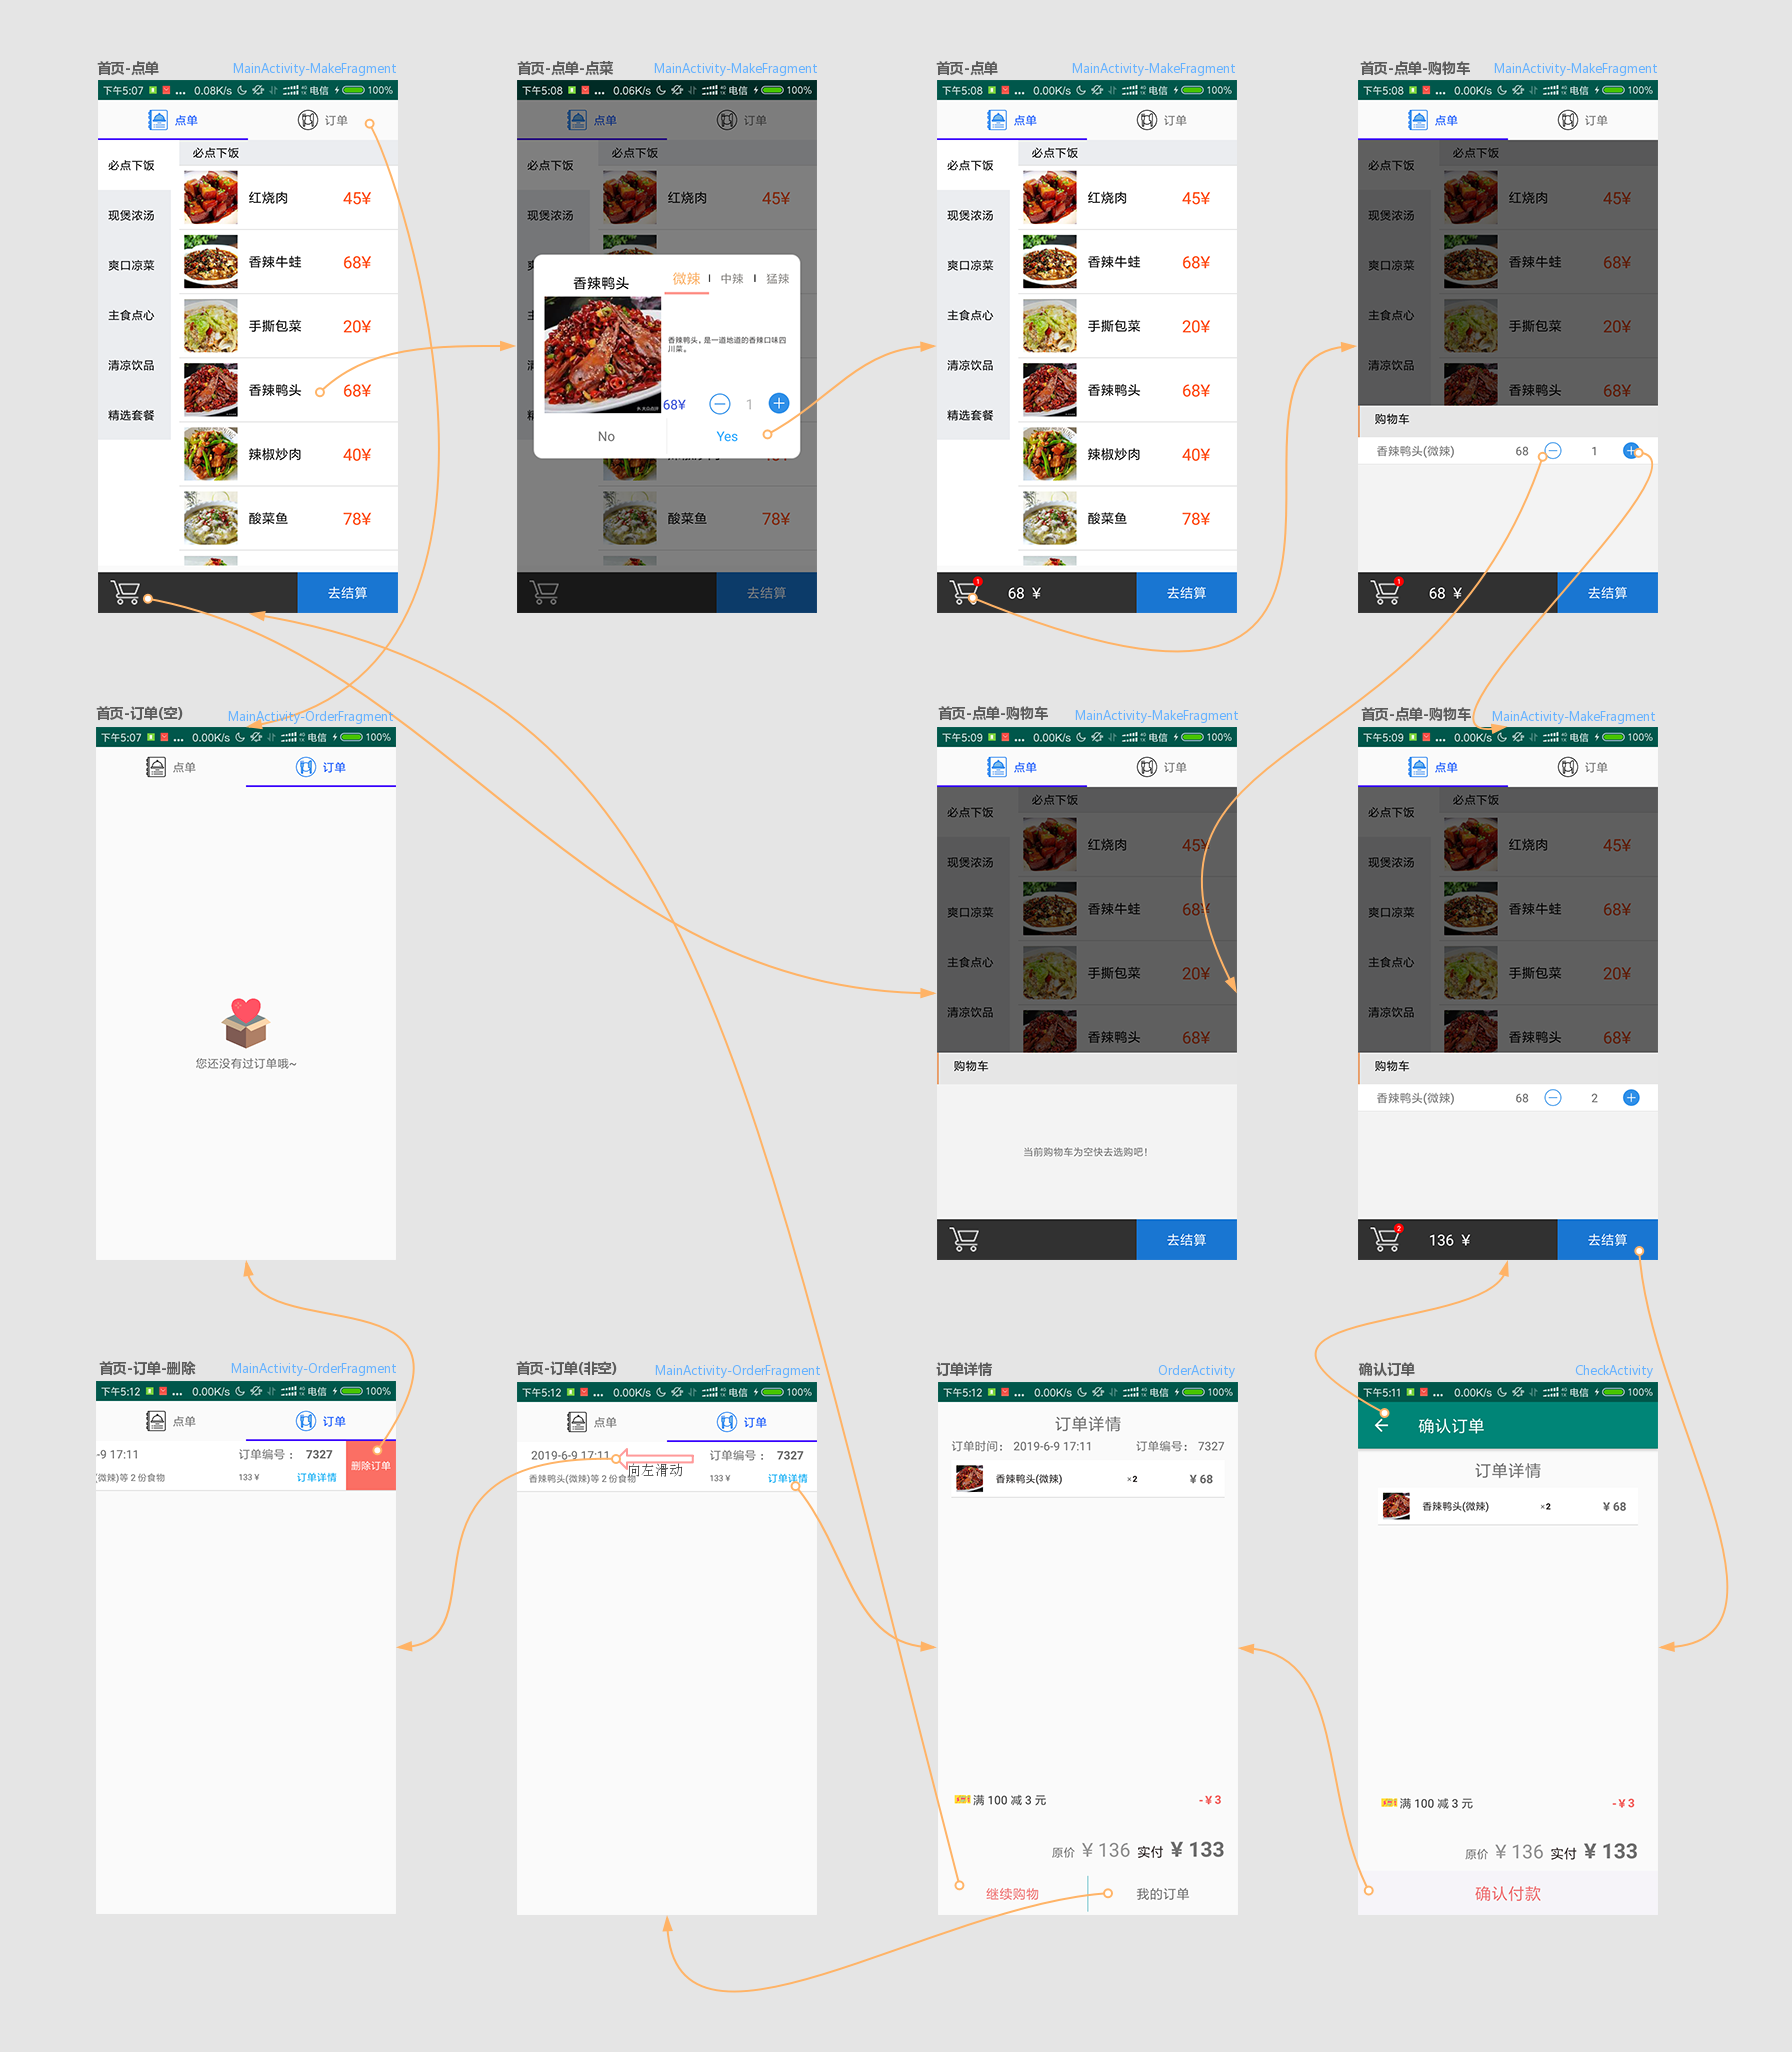 首页-点单
MainActivity-MakeFragment
下午5:07 ... 0.08K/s 电信 100%
点单
订单
必点下饭
现煲浓汤
爽口凉菜
主食点心
清凉饮品
精选套餐
必点下饭
红烧肉 45¥
香辣牛蛙 68¥
手撕包菜 20¥
香辣鸭头 68¥
辣椒炒肉 40¥
酸菜鱼 78¥
去结算
首页-点单-点菜
MainActivity-MakeFragment
下午5:08 ... 0.06K/s 电信 100%
点单
订单
必点下饭
现煲浓汤
必点下饭
红烧肉 45¥
香辣鸭头
微辣 中辣 猛辣
香辣鸭头，是一道地道的香辣口味四
川菜。
68¥ 1
No Yes
酸菜鱼 78¥
去结算
首页-点单
MainActivity-MakeFragment
下午5:08 ... 0.00K/s 电信 100%
点单
订单
必点下饭
现煲浓汤
爽口凉菜
主食点心
清凉饮品
精选套餐
必点下饭
红烧肉 45¥
香辣牛蛙 68¥
手撕包菜 20¥
香辣鸭头 68¥
辣椒炒肉 40¥
酸菜鱼 78¥
1
68 ¥
去结算
首页-点单-购物车
MainActivity-MakeFragment
下午5:08 ... 0.00K/s 电信 100%
点单
订单
必点下饭
现煲浓汤
爽口凉菜
主食点心
清凉饮品
必点下饭
红烧肉 45¥
香辣牛蛙 68¥
手撕包菜 20¥
香辣鸭头 68¥
购物车
香辣鸭头(微辣) 68 1
1
68 ¥
去结算
首页-订单(空)
MainActivity-OrderFragment
下午5:07 ... 0.00K/s 电信 100%
点单
订单
您还没有过订单哦~
首页-点单-购物车
MainActivity-MakeFragment
下午5:09 ... 0.00K/s 电信 100%
点单
订单
必点下饭
现煲浓汤
爽口凉菜
主食点心
清凉饮品
必点下饭
红烧肉 45¥
香辣牛蛙 68¥
手撕包菜 20¥
香辣鸭头 68¥
购物车
当前购物车为空快去选购吧！
去结算
首页-点单-购物车
MainActivity-MakeFragment
下午5:09 ... 0.00K/s 电信 100%
点单
订单
必点下饭
现煲浓汤
爽口凉菜
主食点心
清凉饮品
必点下饭
红烧肉 45¥
香辣牛蛙 68¥
手撕包菜 20¥
香辣鸭头 68¥
购物车
香辣鸭头(微辣) 68 2
2
136 ¥
去结算
首页-订单-删除
MainActivity-OrderFragment
下午5:12 ... 0.00K/s 电信 100%
点单
订单
-9 17:11 订单编号： 7327
(微辣)等 2 份食物 133 ¥ 订单详情
删除订单
首页-订单(非空)
MainActivity-OrderFragment
下午5:12 ... 0.00K/s 电信 100%
点单
订单
2019-6-9 17:11 订单编号： 7327
向左滑动
香辣鸭头(微辣)等 2 份食物 133 ¥ 订单详情
订单详情
OrderActivity
下午5:12 ... 0.00K/s 电信 100%
订单详情
订单时间： 2019-6-9 17:11 订单编号： 7327
香辣鸭头(微辣) ×2 ¥ 68
满 100 减 3 元 -¥ 3
原价 ¥ 136 实付 ¥ 133
继续购物 我的订单
确认订单
CheckActivity
下午5:11 ... 0.00K/s 电信 100%
确认订单
订单详情
香辣鸭头(微辣) ×2 ¥ 68
满 100 减 3 元 -¥ 3
原价 ¥ 136 实付 ¥ 133
确认付款